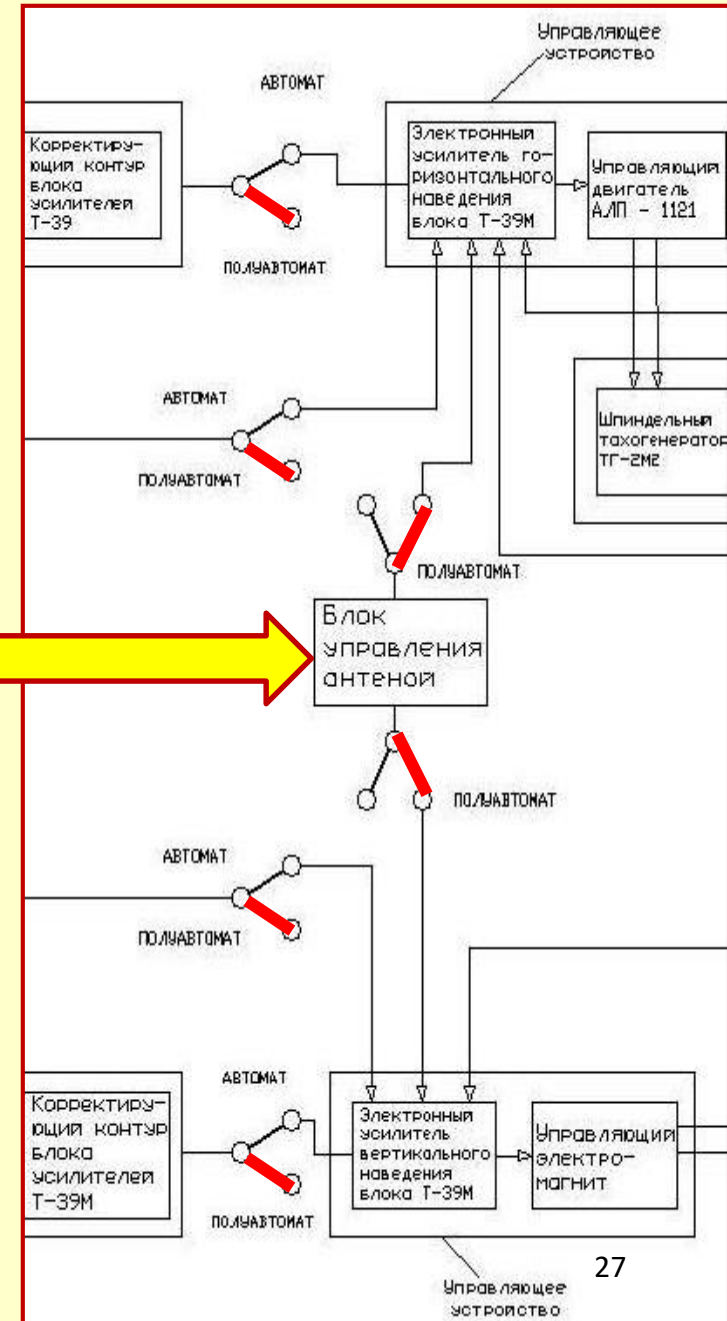 Управляющее
устройство
АВТОМАТ
Корректиру-
ющий контур
блока
усилителей
Т-39
Электронный
усилитель го-
ризонтального
наведения
блока Т-39М
Управляющий
двигатель
АЛП - 1121
ПОЛУАВТОМАТ
АВТОМАТ
ПОЛУАВТОМАТ
Шпиндельный
тахогенератор
ТГ-2М2
ПОЛУАВТОМАТ
Блок
управления
антеной
ПОЛУАВТОМАТ
АВТОМАТ
ПОЛУАВТОМАТ
АВТОМАТ
Корректиру-
ющий контур
блока
усилителей
Т-39М
Электронный
усилитель
вертикального
наведения
блока Т-39М
Управляющий
электро-
магнит
ПОЛУАВТОМАТ
27
Управляющее
устройство